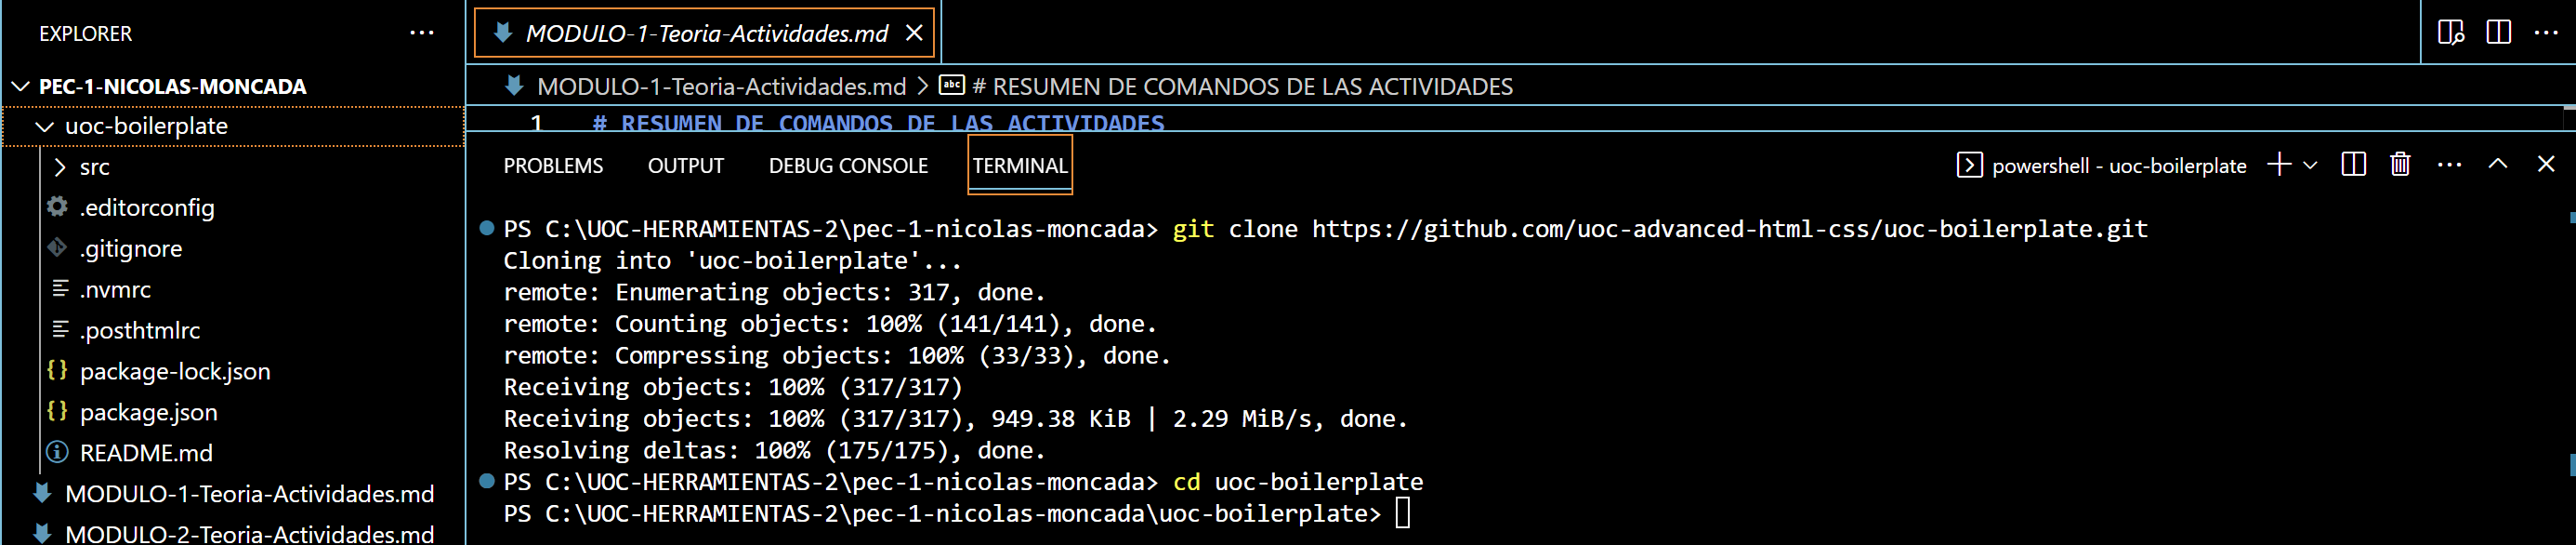 EXPLORER
PEC-1-NICOLAS-MONCADA
uoc-boilerplate
src
.editorconfig
.gitignore
.nvmrc
.posthtmlrc
package-lock.json
package.json
README.md
MODULO-1-Teoria-Actividades.md
MODULO-2-Teoria-Actividades.md
MODULO-1-Teoria-Actividades.md
MODULO-1-Teoria-Actividades.md > abc # RESUMEN DE COMANDOS DE LAS ACTIVIDADES
1 # RESUMEN DE COMANDOS DE LAS ACTIVIDADES
PROBLEMS OUTPUT DEBUG CONSOLE TERMINAL powershell - uoc-boilerplate
PS C:\UOC-HERRAMIENTAS-2\pec-1-nicolas-moncada> git clone https://github.com/uoc-advanced-html-css/uoc-boilerplate.git
Cloning into 'uoc-boilerplate'...
remote: Enumerating objects: 317, done.
remote: Counting objects: 100% (141/141), done.
remote: Compressing objects: 100% (33/33), done.
Receiving objects: 100% (317/317)
Receiving objects: 100% (317/317), 949.38 KiB | 2.29 MiB/s, done.
Resolving deltas: 100% (175/175), done.
PS C:\UOC-HERRAMIENTAS-2\pec-1-nicolas-moncada> cd uoc-boilerplate
PS C:\UOC-HERRAMIENTAS-2\pec-1-nicolas-moncada\uoc-boilerplate>